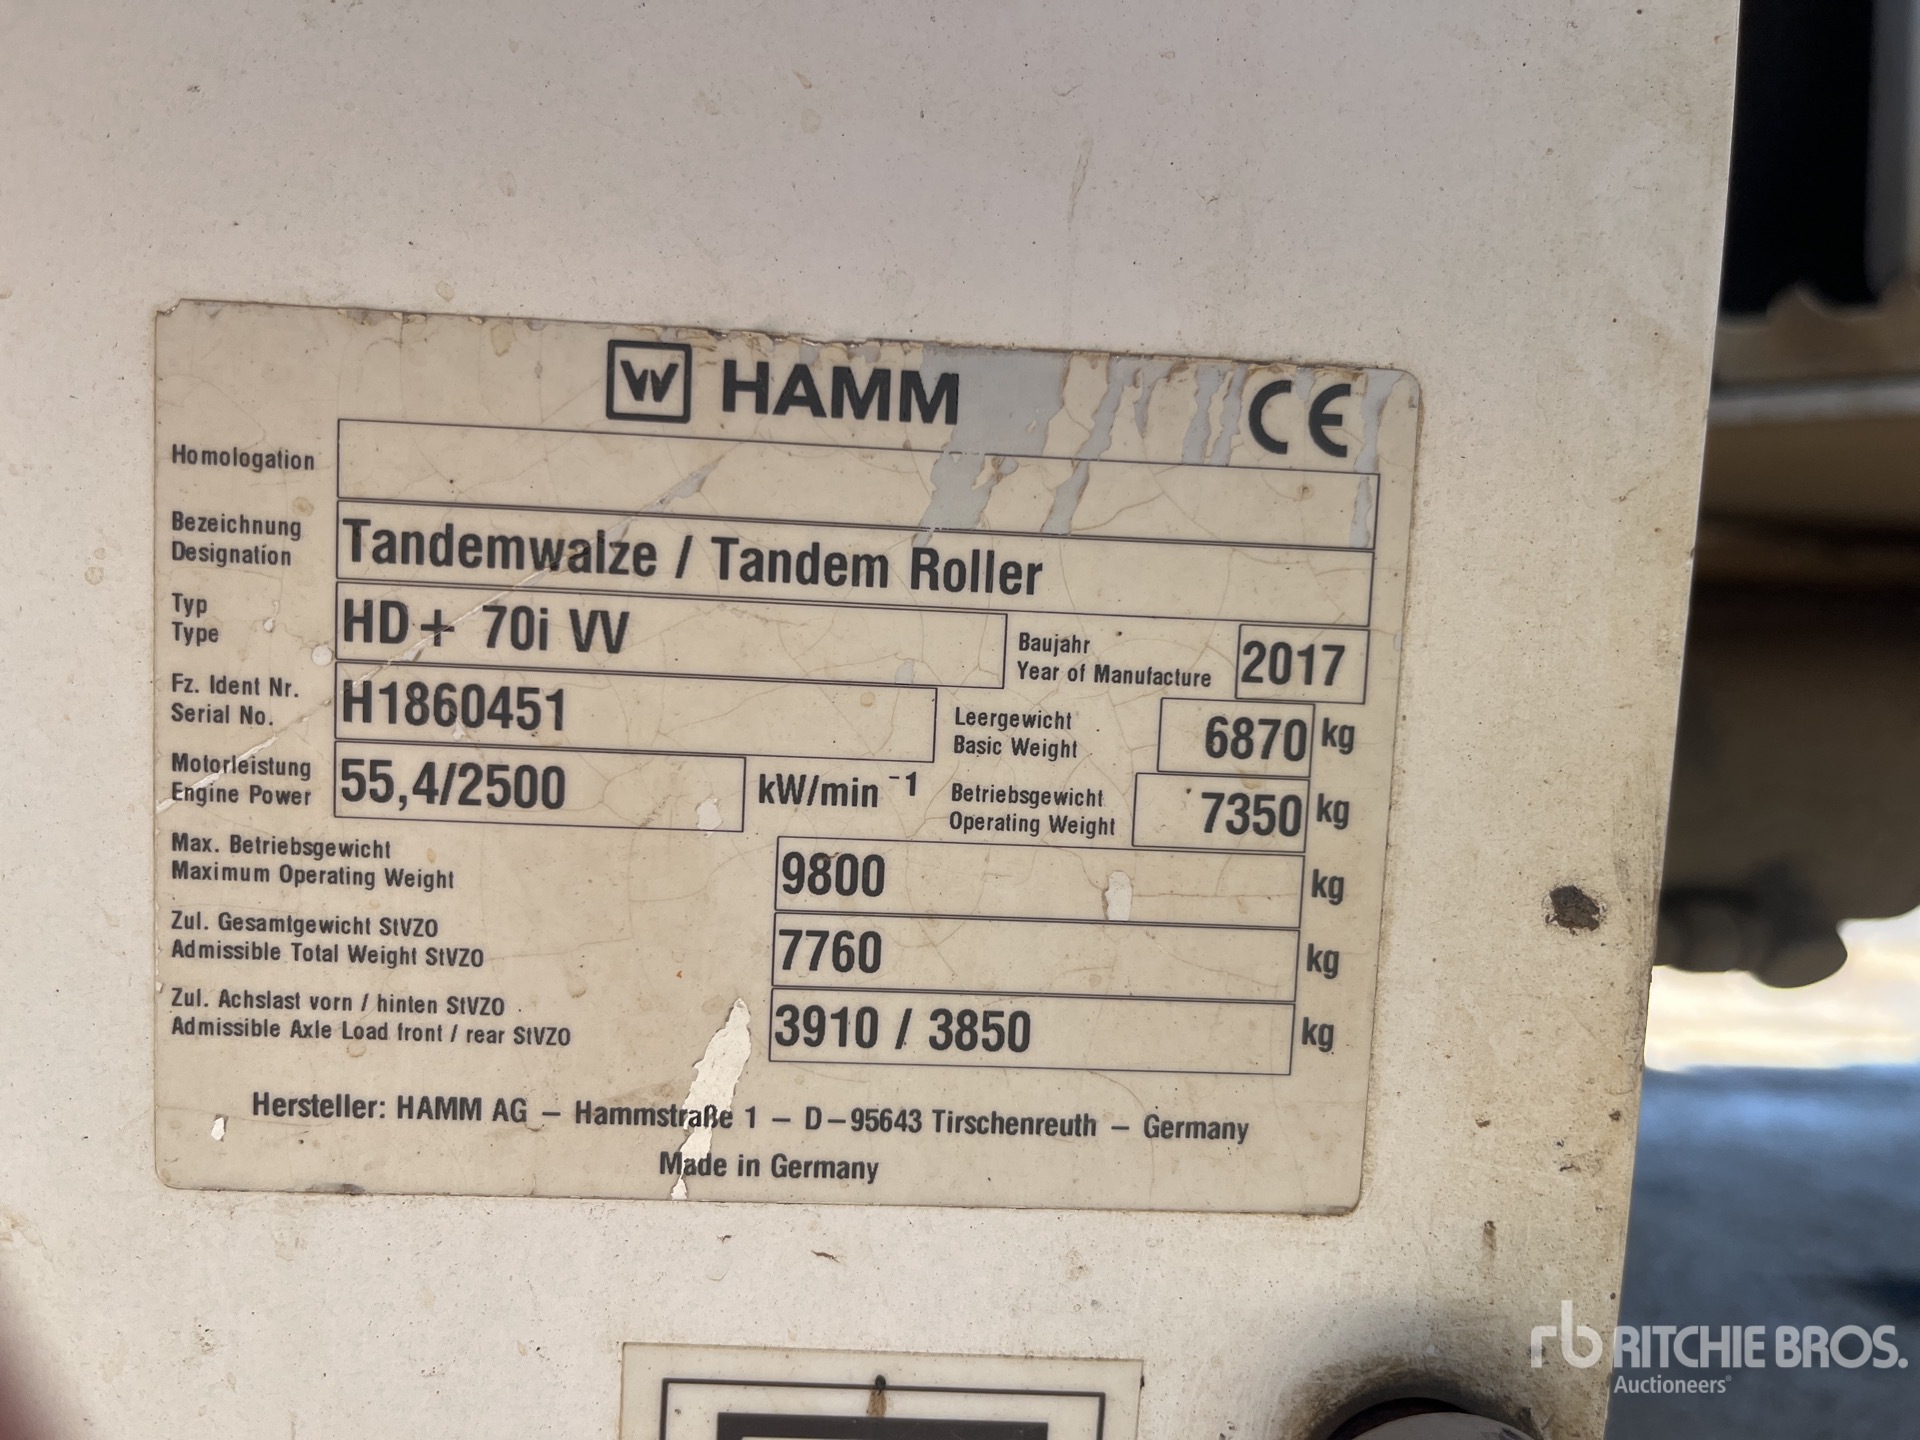 W HAMM CE
Homologation
Bezeichnung
Designation
Tandemwalze / Tandem Roller
Typ
Type
HD+ 70i VV
Baujahr
Year of Manufacture
2017
Fz. Ident Nr.
Serial No.
H1860451
Leergewicht
Basic Weight
6870 kg
Motorleistung
Engine Power
55,4/2500 kW/min -1
Betriebsgewicht
Operating Weight
7350 kg
Max. Betriebsgewicht
Maximum Operating Weight
9800 kg
Zul. Gesamtgewicht StVZO
Admissible Total Weight StVZO
7760 kg
Zul. Achslast vorn / hinten StVZO
Admissible Axle Load front / rear StVZO
3910 / 3850 kg
Hersteller: HAMM AG – Hammstraße 1 – D–95643 Tirschenreuth – Germany
Made in Germany
rb RITCHIE BROS.
Auctioneers®